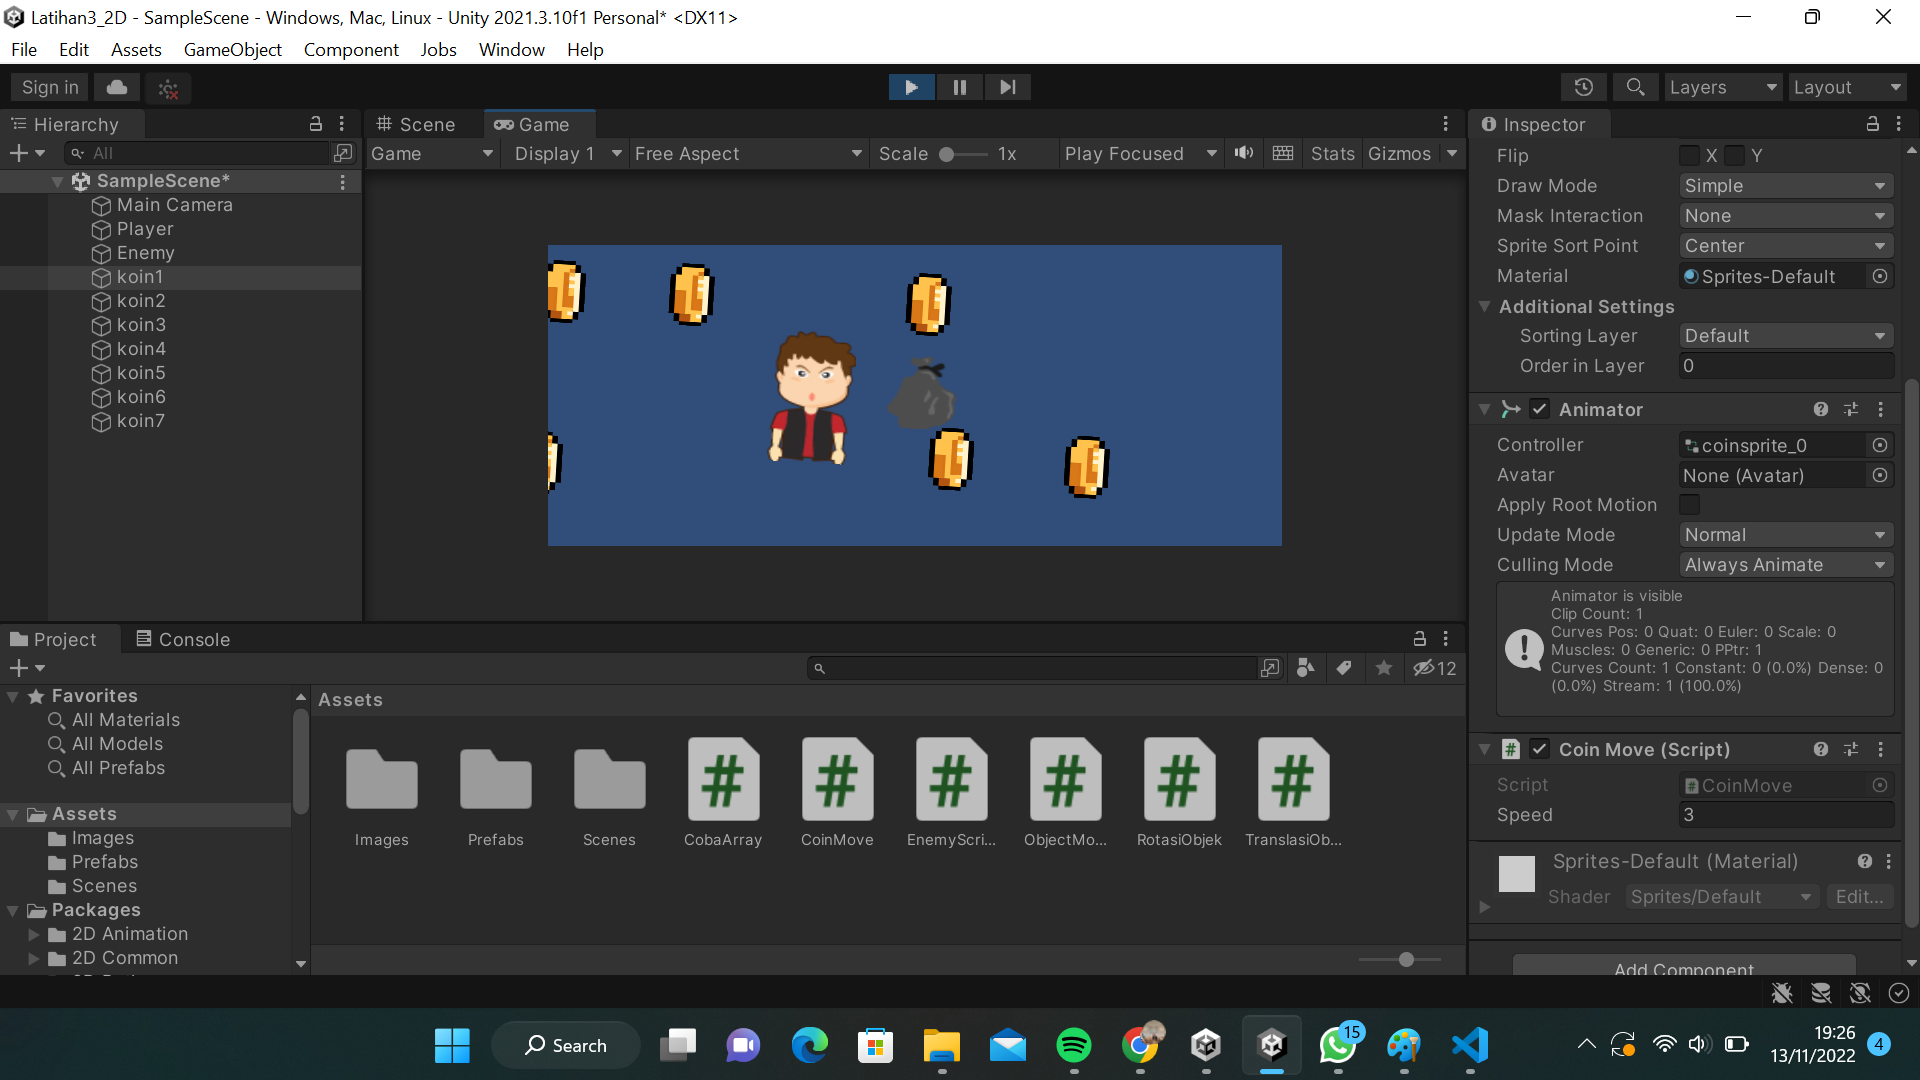 Latihan3_2D - SampleScene - Windows, Mac, Linux - Unity 2021.3.10f1 Personal* <DX11>
File Edit Assets GameObject Component Jobs Window Help
Sign in
Layers Layout
Hierarchy
All
SampleScene*
Main Camera
Player
Enemy
koin1
koin2
koin3
koin4
koin5
koin6
koin7
Scene Game
Game Display 1 Free Aspect Scale 1x Play Focused Stats Gizmos
Inspector
Flip X Y
Draw Mode Simple
Mask Interaction None
Sprite Sort Point Center
Material Sprites-Default
Additional Settings
Sorting Layer Default
Order in Layer 0
Animator
Controller coinsprite_0
Avatar None (Avatar)
Apply Root Motion
Update Mode Normal
Culling Mode Always Animate
Animator is visible
Clip Count: 1
Curves Pos: 0 Quat: 0 Euler: 0 Scale: 0
Muscles: 0 Generic: 0 PPtr: 1
Curves Count: 1 Constant: 0 (0.0%) Dense: 0
(0.0%) Stream: 1 (100.0%)
Coin Move (Script)
Script CoinMove
Speed 3
Sprites-Default (Material)
Shader Sprites/Default Edit...
Add Component
Project Console
12
Favorites
All Materials
All Models
All Prefabs
Assets
Images
Prefabs
Scenes
Packages
2D Animation
2D Common
Assets
Images Prefabs Scenes CobaArray CoinMove EnemyScri... ObjectMo... RotasiObjek TranslasiOb...
Search
15
19:26
13/11/2022
4